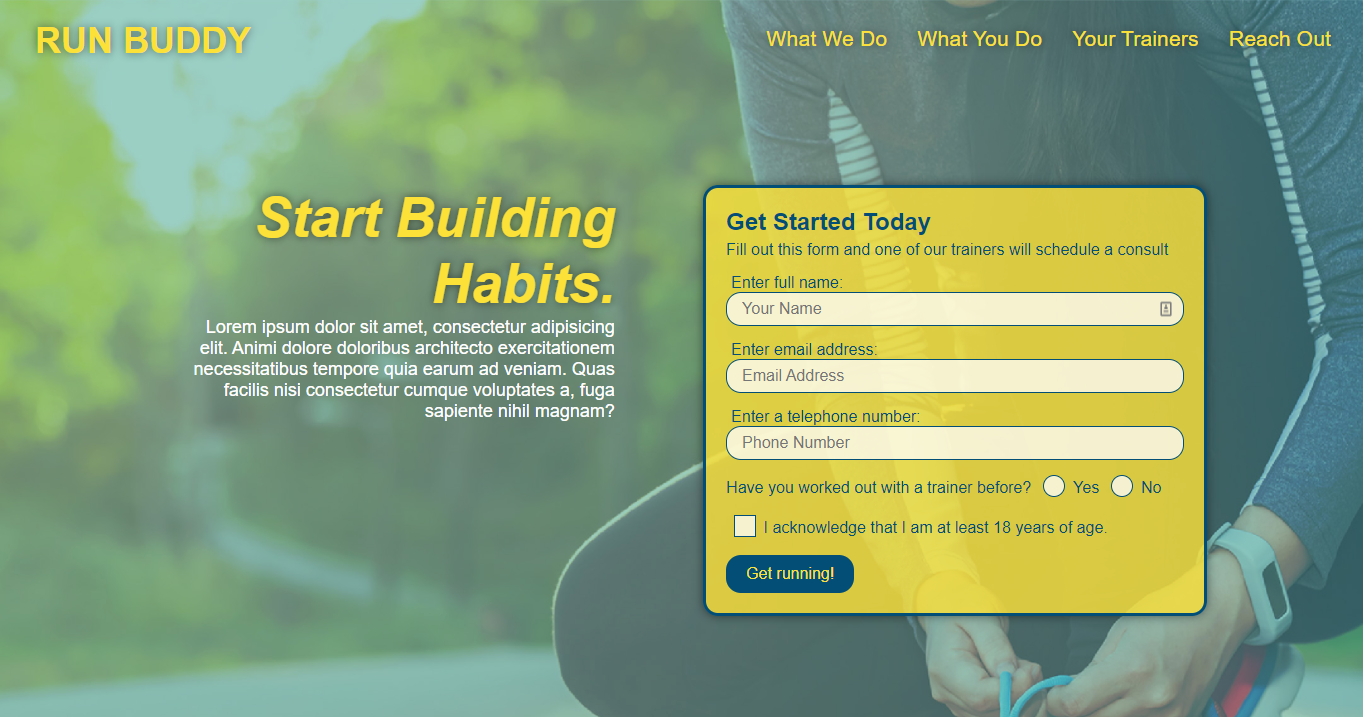 RUN BUDDY
What We Do
What You Do
Your Trainers
Reach Out
Start Building
Habits.
Lorem ipsum dolor sit amet, consectetur adipisicing
elit. Animi dolore doloribus architecto exercitationem
necessitatibus tempore quia earum ad veniam. Quas
facilis nisi consectetur cumque voluptates a, fuga
sapiente nihil magnam?
Get Started Today
Fill out this form and one of our trainers will schedule a consult
Enter full name:
Your Name
Enter email address:
Email Address
Enter a telephone number:
Phone Number
Have you worked out with a trainer before? Yes No
I acknowledge that I am at least 18 years of age.
Get running!